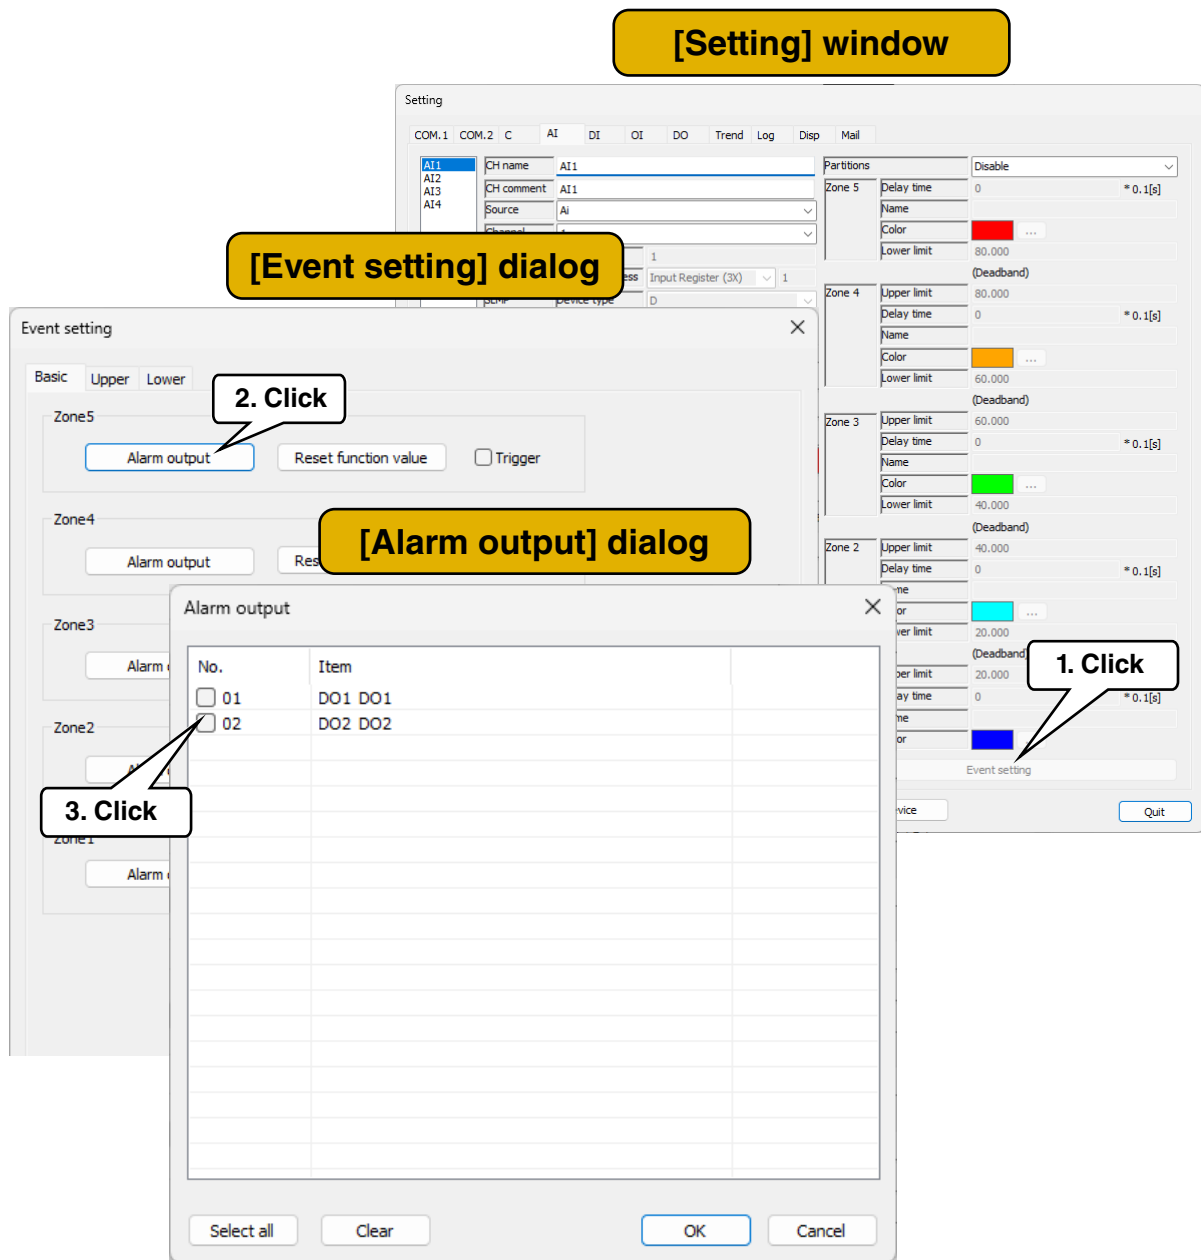 [Setting] window
Setting
COM.1 COM.2 C AI DI OI DO Trend Log Disp Mail
AI1
AI2
AI3
AI4
CH name AI1
CH comment AI1
Source Ai
1
Input Register (3X) 1
Device type D
Partitions Disable
Zone 5 Delay time 0 * 0.1[s]
Name
Color ...
Lower limit 80.000
(Deadband)
Zone 4 Upper limit 80.000
Delay time 0 * 0.1[s]
Name
Color ...
Lower limit 60.000
(Deadband)
Zone 3 Upper limit 60.000
Delay time 0 * 0.1[s]
Name
Color ...
Lower limit 40.000
(Deadband)
Zone 2 Upper limit 40.000
Delay time 0 * 0.1[s]
...
20.000
(Deadband)
20.000
0 * 0.1[s]
1. Click
Event setting
Quit
[Event setting] dialog
Event setting
Basic Upper Lower
2. Click
Zone5
Alarm output Reset function value Trigger
Zone4
Alarm output Res
Zone3
Alarm
Zone2
Alarm
[Alarm output] dialog
Alarm output
No. Item
01 DO1 DO1
02 DO2 DO2
3. Click
Select all Clear OK Cancel